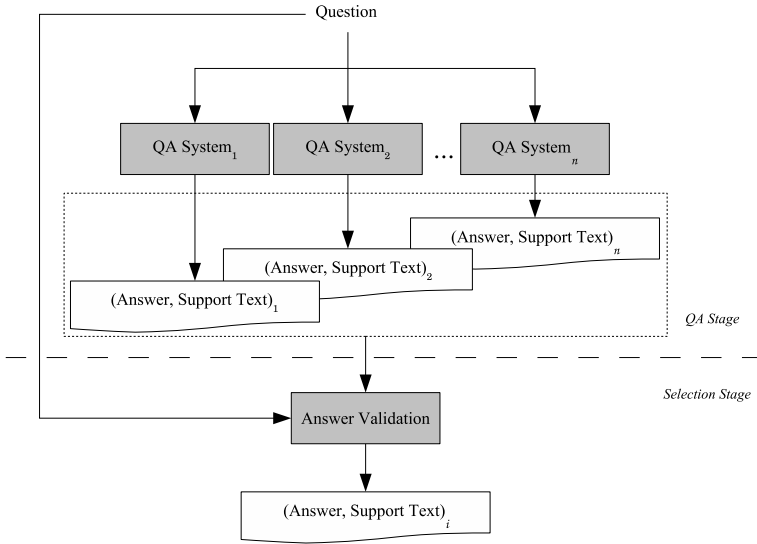 Question
QA System1 QA System2 ... QA Systemn
(Answer, Support Text)n
(Answer, Support Text)2
(Answer, Support Text)1
QA Stage
Selection Stage
Answer Validation
(Answer, Support Text)i